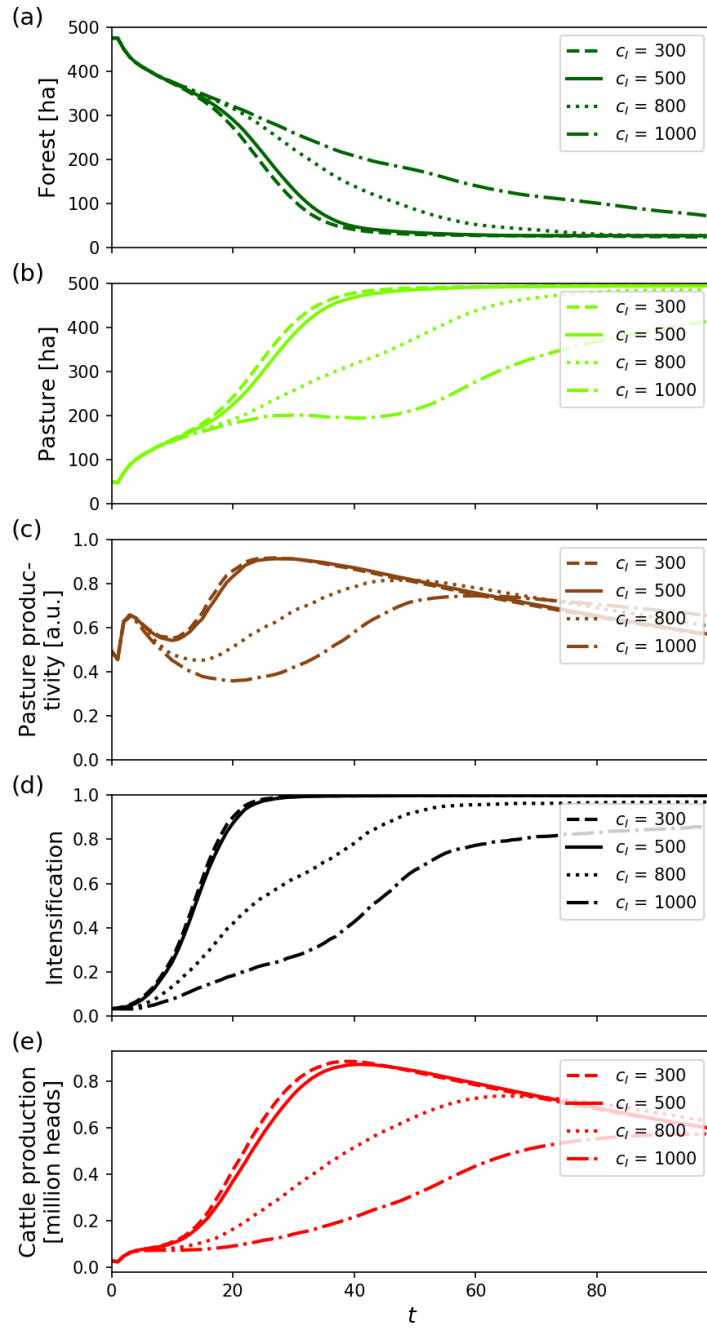 (a)
500
400
300
200
100
0
Forest [ha]
c_I = 300
c_I = 500
c_I = 800
c_I = 1000
(b)
500
400
300
200
100
0
Pasture [ha]
c_I = 300
c_I = 500
c_I = 800
c_I = 1000
(c)
1.0
0.8
0.6
0.4
0.2
0.0
Pasture produc-
tivity [a.u.]
c_I = 300
c_I = 500
c_I = 800
c_I = 1000
(d)
1.0
0.8
0.6
0.4
0.2
0.0
Intensification
c_I = 300
c_I = 500
c_I = 800
c_I = 1000
(e)
0.8
0.6
0.4
0.2
0.0
Cattle production
[million heads]
c_I = 300
c_I = 500
c_I = 800
c_I = 1000
0 20 40 60 80
t